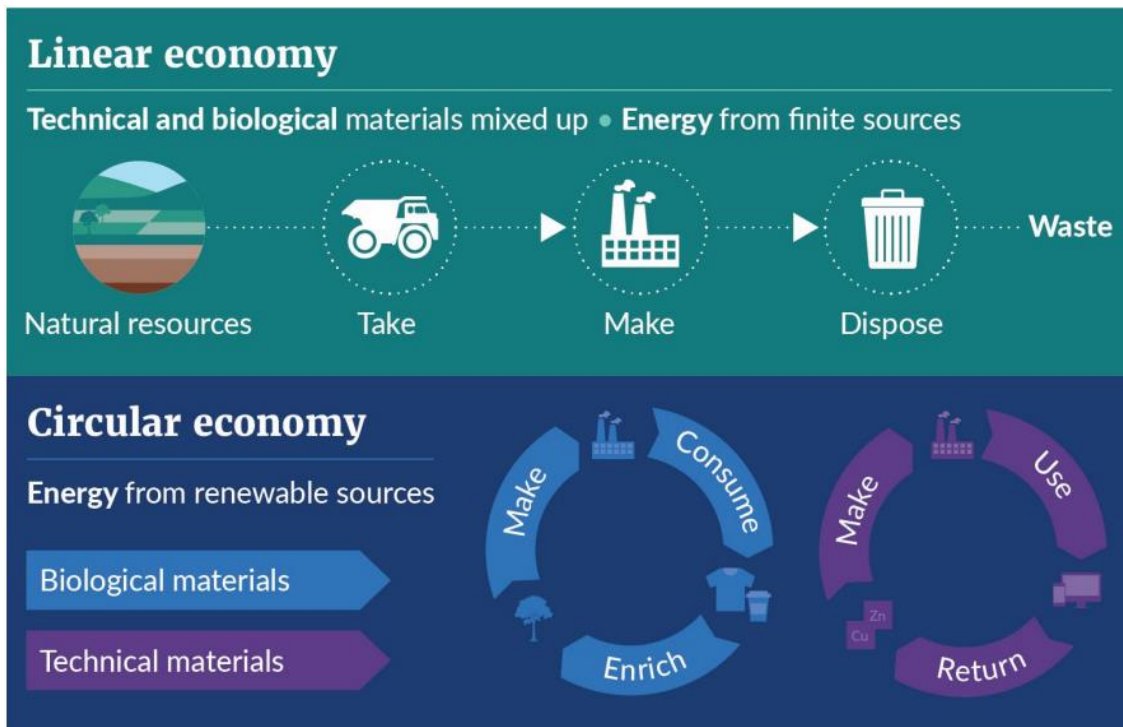 Linear economy
Technical and biological materials mixed up • Energy from finite sources
Waste
Natural resources
Take
Make
Dispose
Circular economy
Energy from renewable sources
Biological materials
Technical materials
Make
Consume
Enrich
Make
Use
Return
Zn
Cu